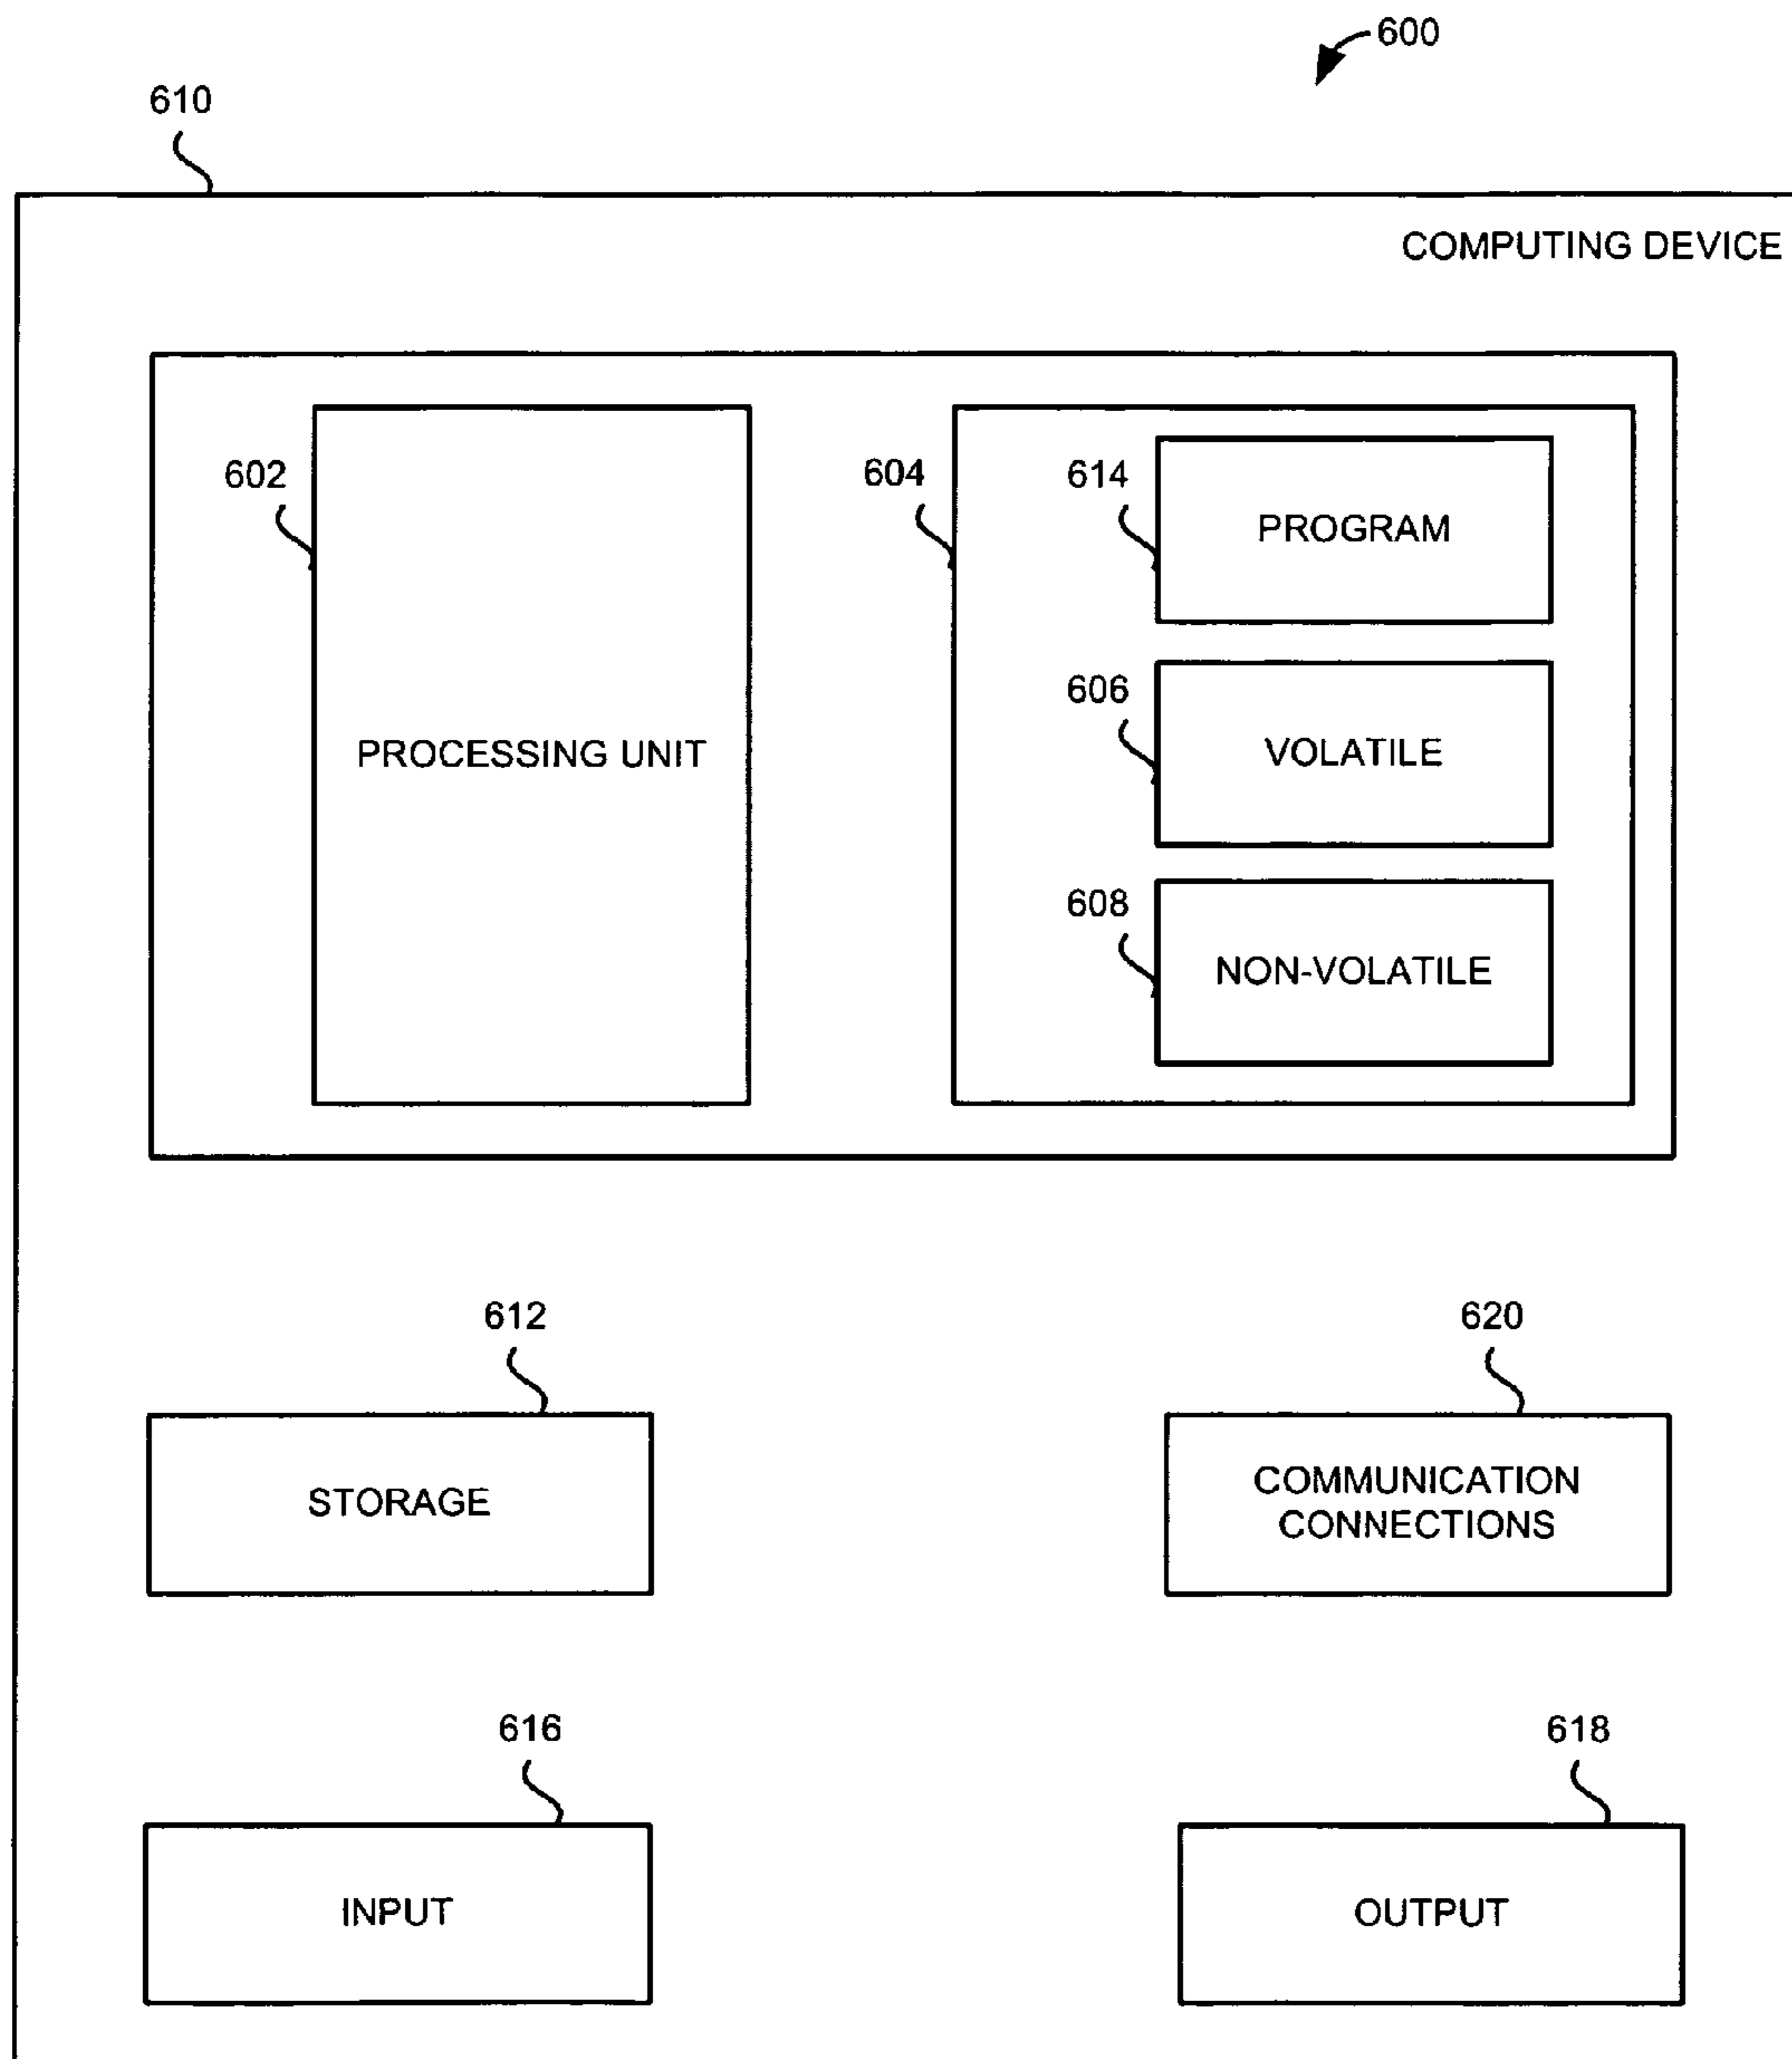 600
610
COMPUTING DEVICE
602
604
614
PROGRAM
606
PROCESSING UNIT
VOLATILE
608
NON-VOLATILE
612
620
STORAGE
COMMUNICATION
CONNECTIONS
616
618
INPUT
OUTPUT